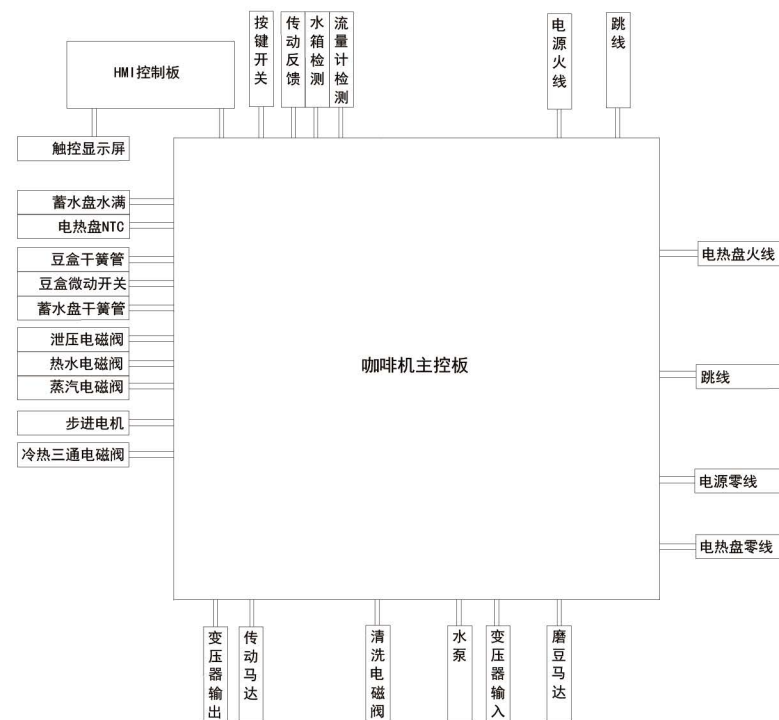 按键开关
传动反馈
水箱检测
流量计检测
电源火线
跳线
HMI控制板
触控显示屏
蓄水盘水满
电热盘NTC
豆盒干簧管
豆盒微动开关
蓄水盘干簧管
泄压电磁阀
热水电磁阀
蒸汽电磁阀
步进电机
冷热三通电磁阀
咖啡机主控板
电热盘火线
跳线
电源零线
电热盘零线
变压器输出
传动马达
清洗电磁阀
水泵
变压器输入
磨豆马达